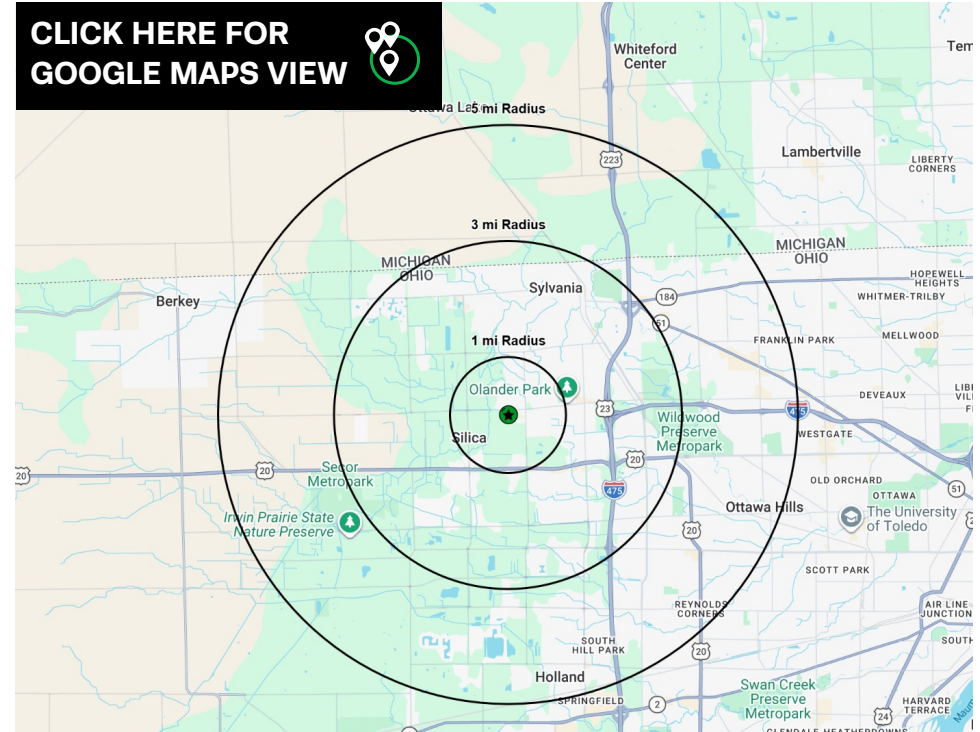 CLICK HERE FOR
GOOGLE MAPS VIEW
Whiteford
Center
5 mi Radius
223
Lambertville
LIBERTY
CORNERS
3 mi Radius
MICHIGAN
OHIO
MICHIGAN
OHIO
Berkey
Sylvania
184
HOPEWELL
HEIGHTS
WHITMER-TRILBY
51
1 mi Radius
FRANKLIN PARK
MELLWOOD
Olander Park
DEVEAUX
23
475
Wildwood
Preserve
Metropark
Silica
WESTGATE
20
20
Secor
Metropark
20
475
OLD ORCHARD
51
OTTAWA
Ottawa Hills
The University
of Toledo
Irwin Prairie State
Nature Preserve
20
SCOTT PARK
REYNOLDS
CORNERS
AIR LINE
JUNCTION
SOUTH
HILL PARK
20
SOUTH
Holland
Swan Creek
Preserve
Metropark
SPRINGFIELD
2
HARVARD
TERRACE
24